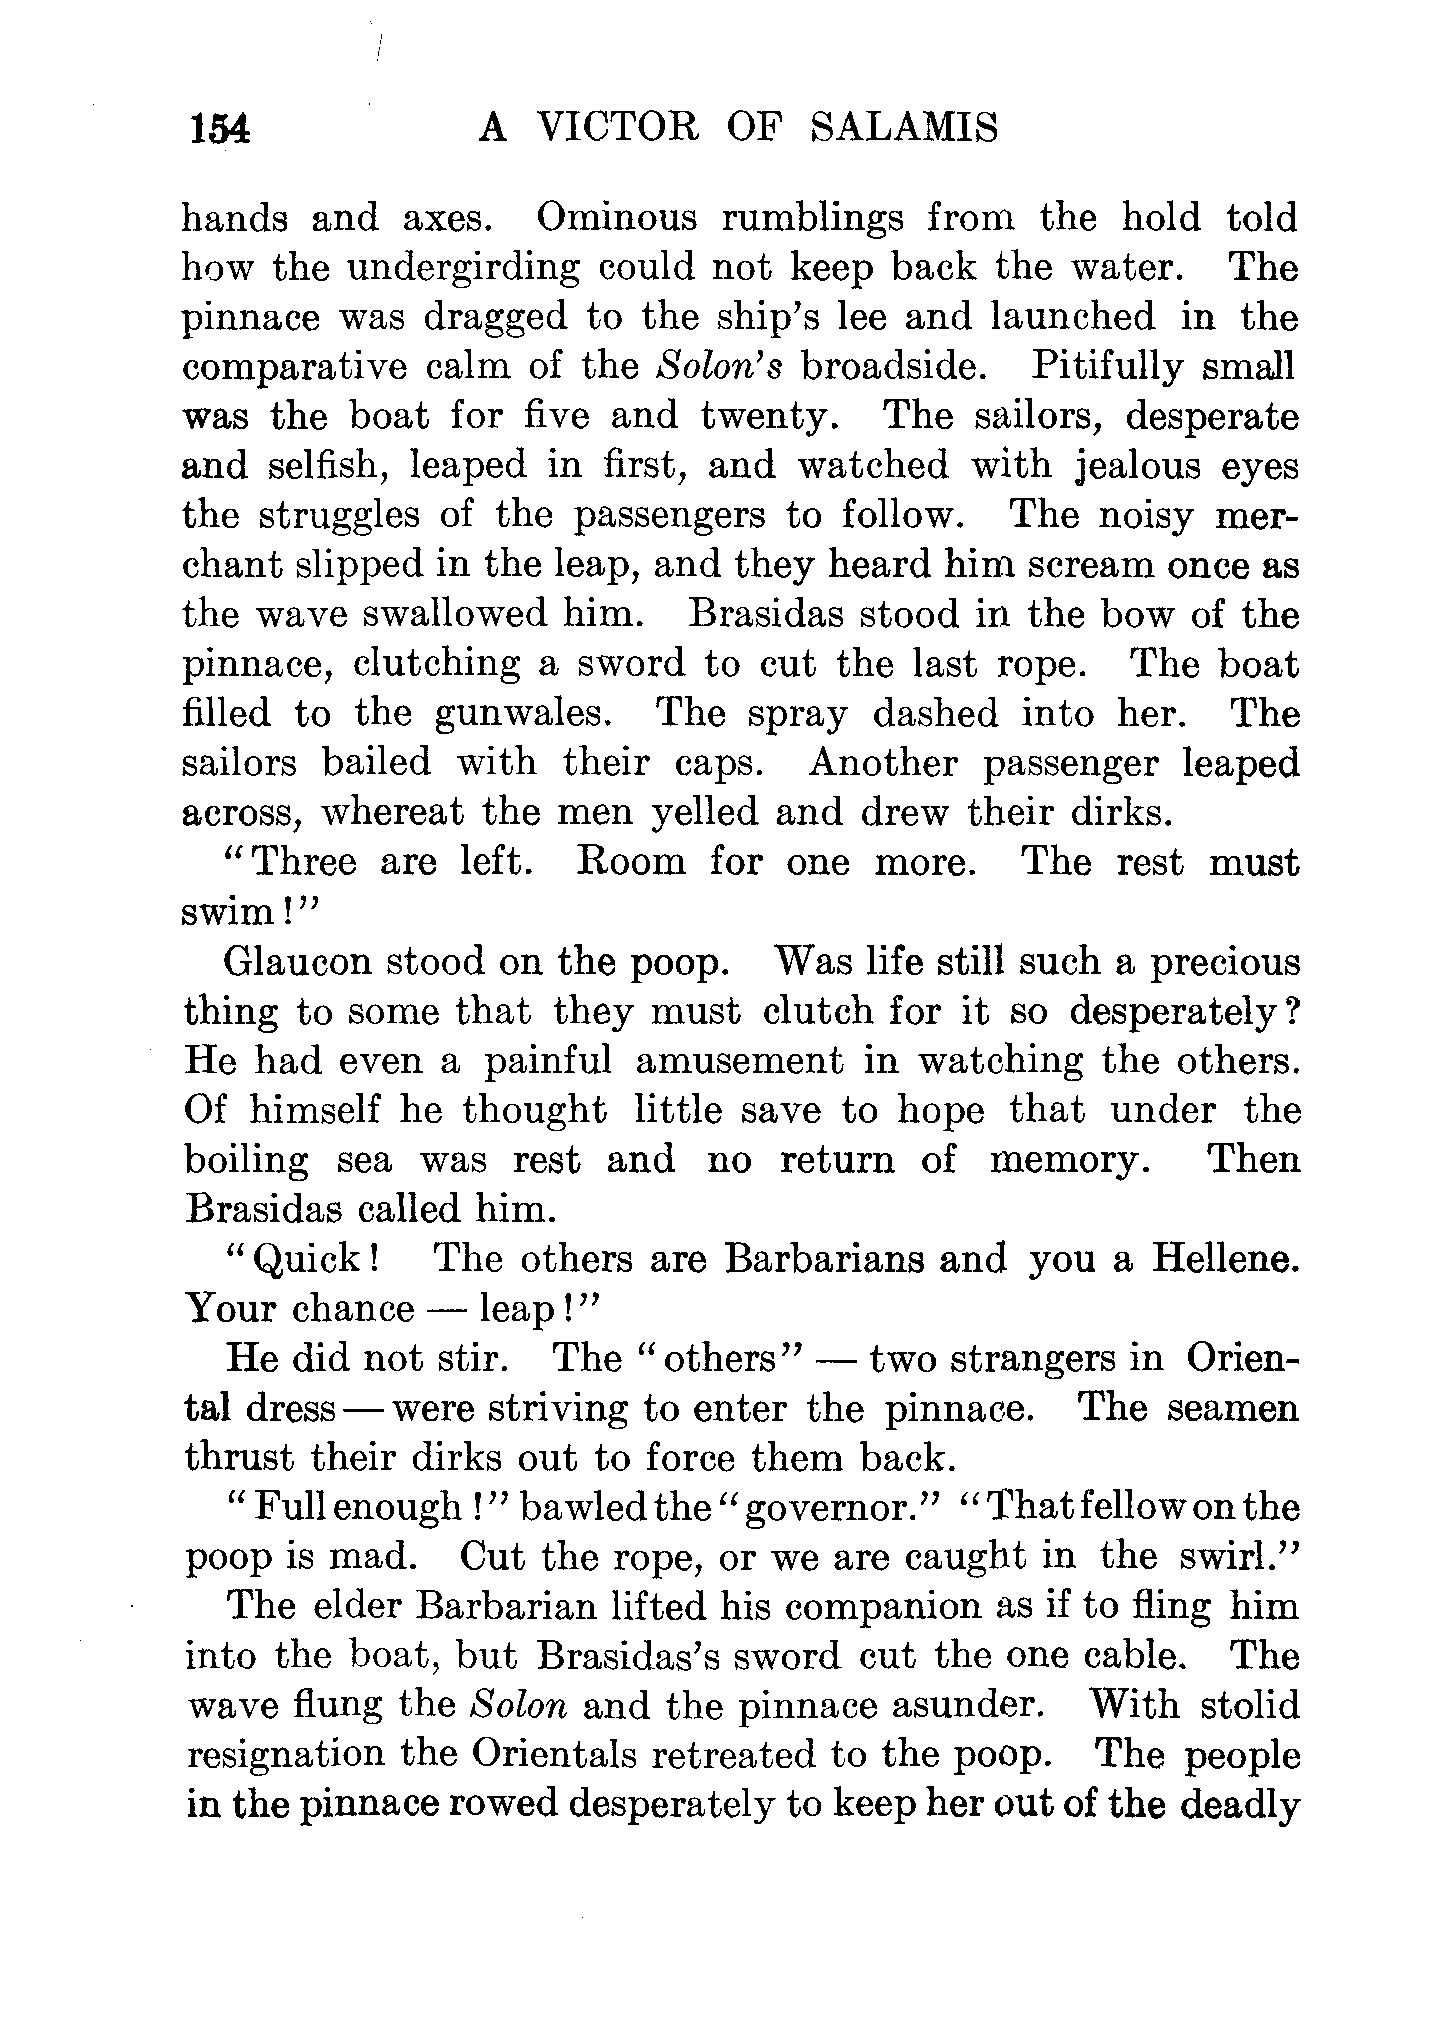 154 A VICTOR OF SALAMIS
hands and axes. Ominous rumblings from the hold told
how the undergirding could not keep back the water. The
pinnace was dragged to the ship's lee and launched in the
comparative calm of the Solon's broadside. Pitifully small
was the boat for five and twenty. The sailors, desperate
and selfish, leaped in first, and watched with jealous eyes
the struggles of the passengers to follow. The noisy mer-
chant slipped in the leap, and they heard him scream once as
the wave swallowed him. Brasidas stood in the bow of the
pinnace, clutching a sword to cut the last rope. The boat
filled to the gunwales. The spray dashed into her. The
sailors bailed with their caps. Another passenger leaped
across, whereat the men yelled and drew their dirks.
"Three are left. Room for one more. The rest must
swim!"
Glaucon stood on the poop. Was life still such a precious
thing to some that they must clutch for it so desperately?
He had even a painful amusement in watching the others.
Of himself he thought little save to hope that under the
boiling sea was rest and no return of memory. Then
Brasidas called him.
"Quick! The others are Barbarians and you a Hellene.
Your chance — leap!"
He did not stir. The "others" — two strangers in Orien-
tal dress — were striving to enter the pinnace. The seamen
thrust their dirks out to force them back.
"Full enough!" bawled the "governor." "That fellow on the
poop is mad. Cut the rope, or we are caught in the swirl."
The elder Barbarian lifted his companion as if to fling him
into the boat, but Brasidas's sword cut the one cable. The
wave flung the Solon and the pinnace asunder. With stolid
resignation the Orientals retreated to the poop. The people
in the pinnace rowed desperately to keep her out of the deadly